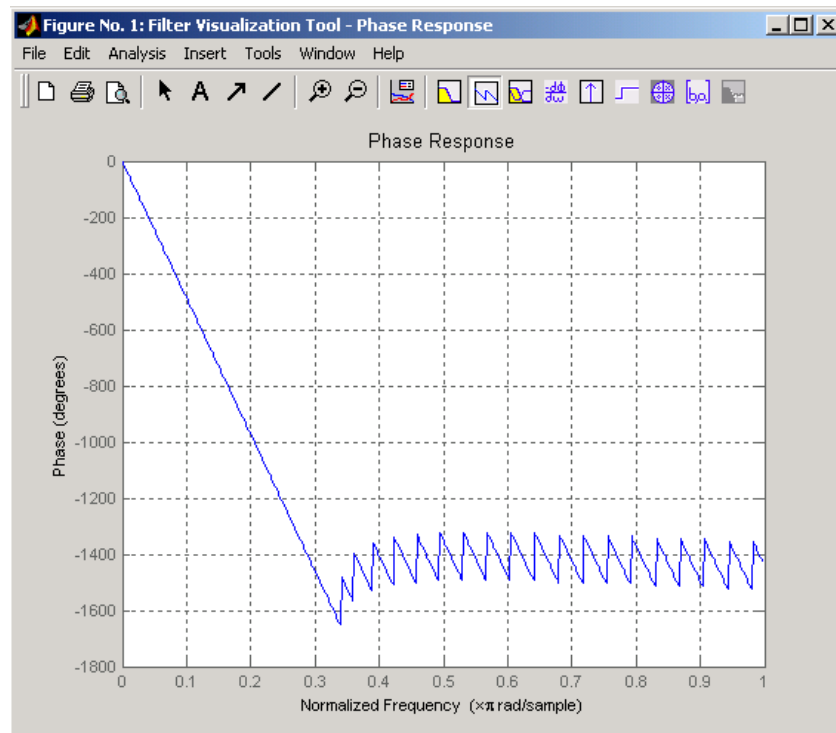 Figure No. 1: Filter Visualization Tool - Phase Response
File Edit Analysis Insert Tools Window Help
A
[b,a]
Phase Response
Phase (degrees)
0
-200
-400
-600
-800
-1000
-1200
-1400
-1600
-1800
0 0.1 0.2 0.3 0.4 0.5 0.6 0.7 0.8 0.9 1
Normalized Frequency (×π rad/sample)